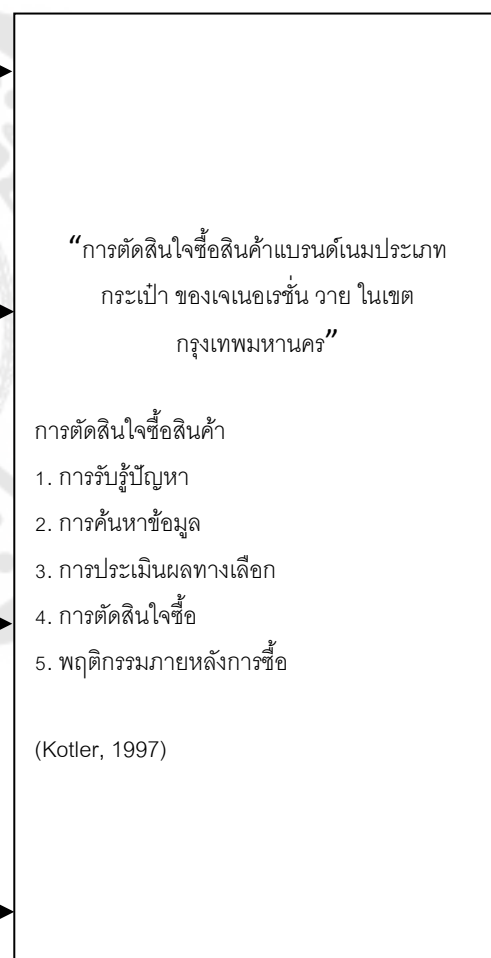 “การตัดสินใจซื้อสินค้าแบรนด์เนมประเภท
กระเป๋า ของเจเนอเรชั่น วาย ในเขต
กรุงเทพมหานคร”
การตัดสินใจซื้อสินค้า
1. การรับรู้ปัญหา
2. การค้นหาข้อมูล
3. การประเมินผลทางเลือก
4. การตัดสินใจซื้อ
5. พฤติกรรมภายหลังการซื้อ
(Kotler, 1997)